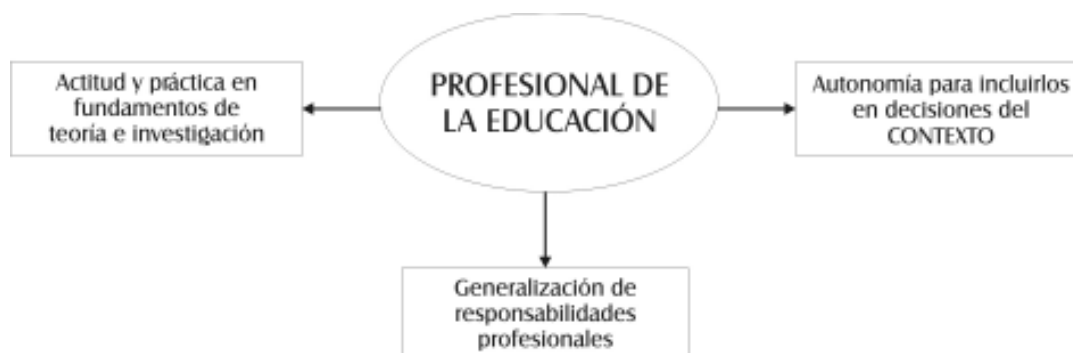 PROFESIONAL DE
LA EDUCACIÓN
Actitud y práctica en
fundamentos de
teoría e investigación
Autonomía para incluirlos
en decisiones del
CONTEXTO
Generalización de
responsabilidades
profesionales